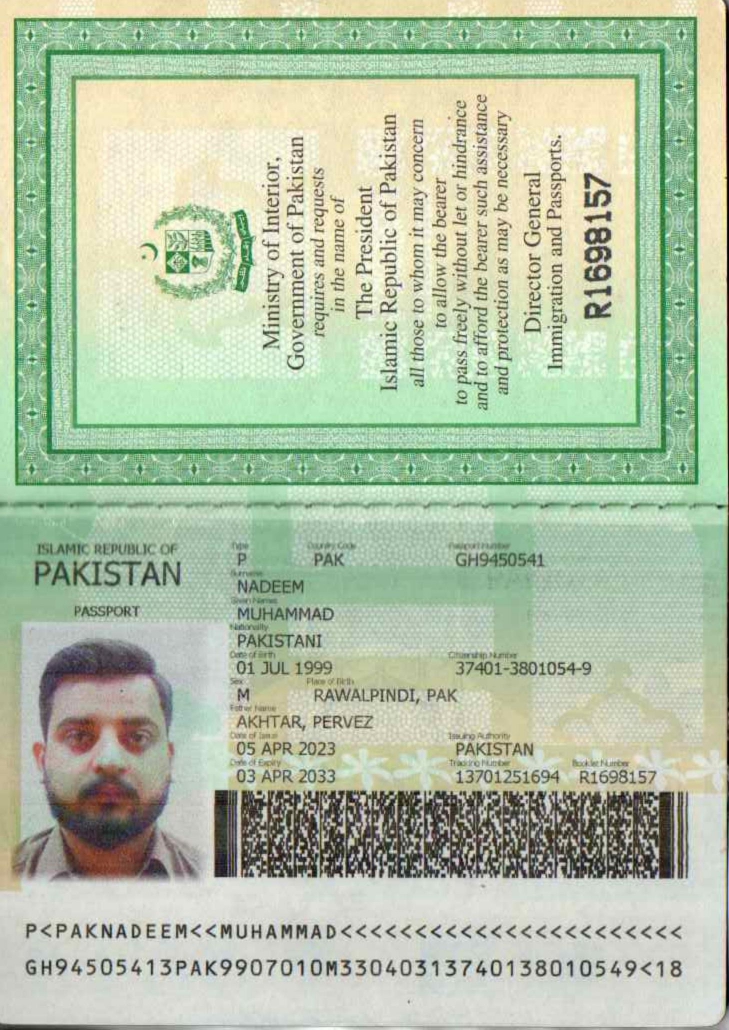 Ministry of Interior,
Government of Pakistan
requires and requests
in the name of
The President
Islamic Republic of Pakistan
all those to whom it may concern
to allow the bearer
to pass freely without let or hindrance
and to afford the bearer such assistance
and protection as may be necessary
Director General
Immigration and Passports.
R1698157
ISLAMIC REPUBLIC OF
PAKISTAN
PASSPORT
Type Country Code Passport Number
P PAK GH9450541
Surname
NADEEM
Given Names
MUHAMMAD
Nationality
PAKISTANI
Date of Birth Citizenship Number
01 JUL 1999 37401-3801054-9
Sex Place of Birth
M RAWALPINDI, PAK
Father Name
AKHTAR, PERVEZ
Date of Issue Issuing Authority
05 APR 2023 PAKISTAN
Date of Expiry Tracking Number Booklet Number
03 APR 2033 13701251694 R1698157
P<PAKNADEEM<<MUHAMMAD<<<<<<<<<<<<<<<<<<<<<<<
GH94505413PAK9907010M33040313740138010549<18